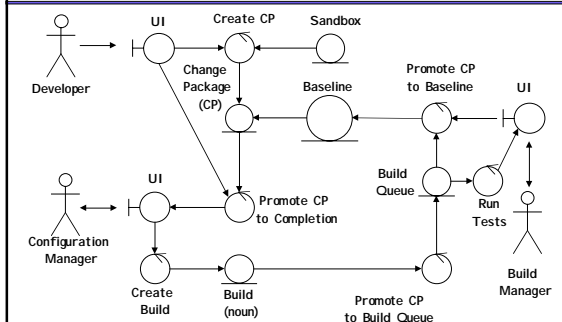 UI
Create CP
Sandbox
Developer
Change
Package
(CP)
Baseline
Promote CP
to Baseline
UI
UI
Promote CP
to Completion
Build
Queue
Run
Tests
Configuration
Manager
Create
Build
Build
(noun)
Promote CP
to Build Queue
Build
Manager